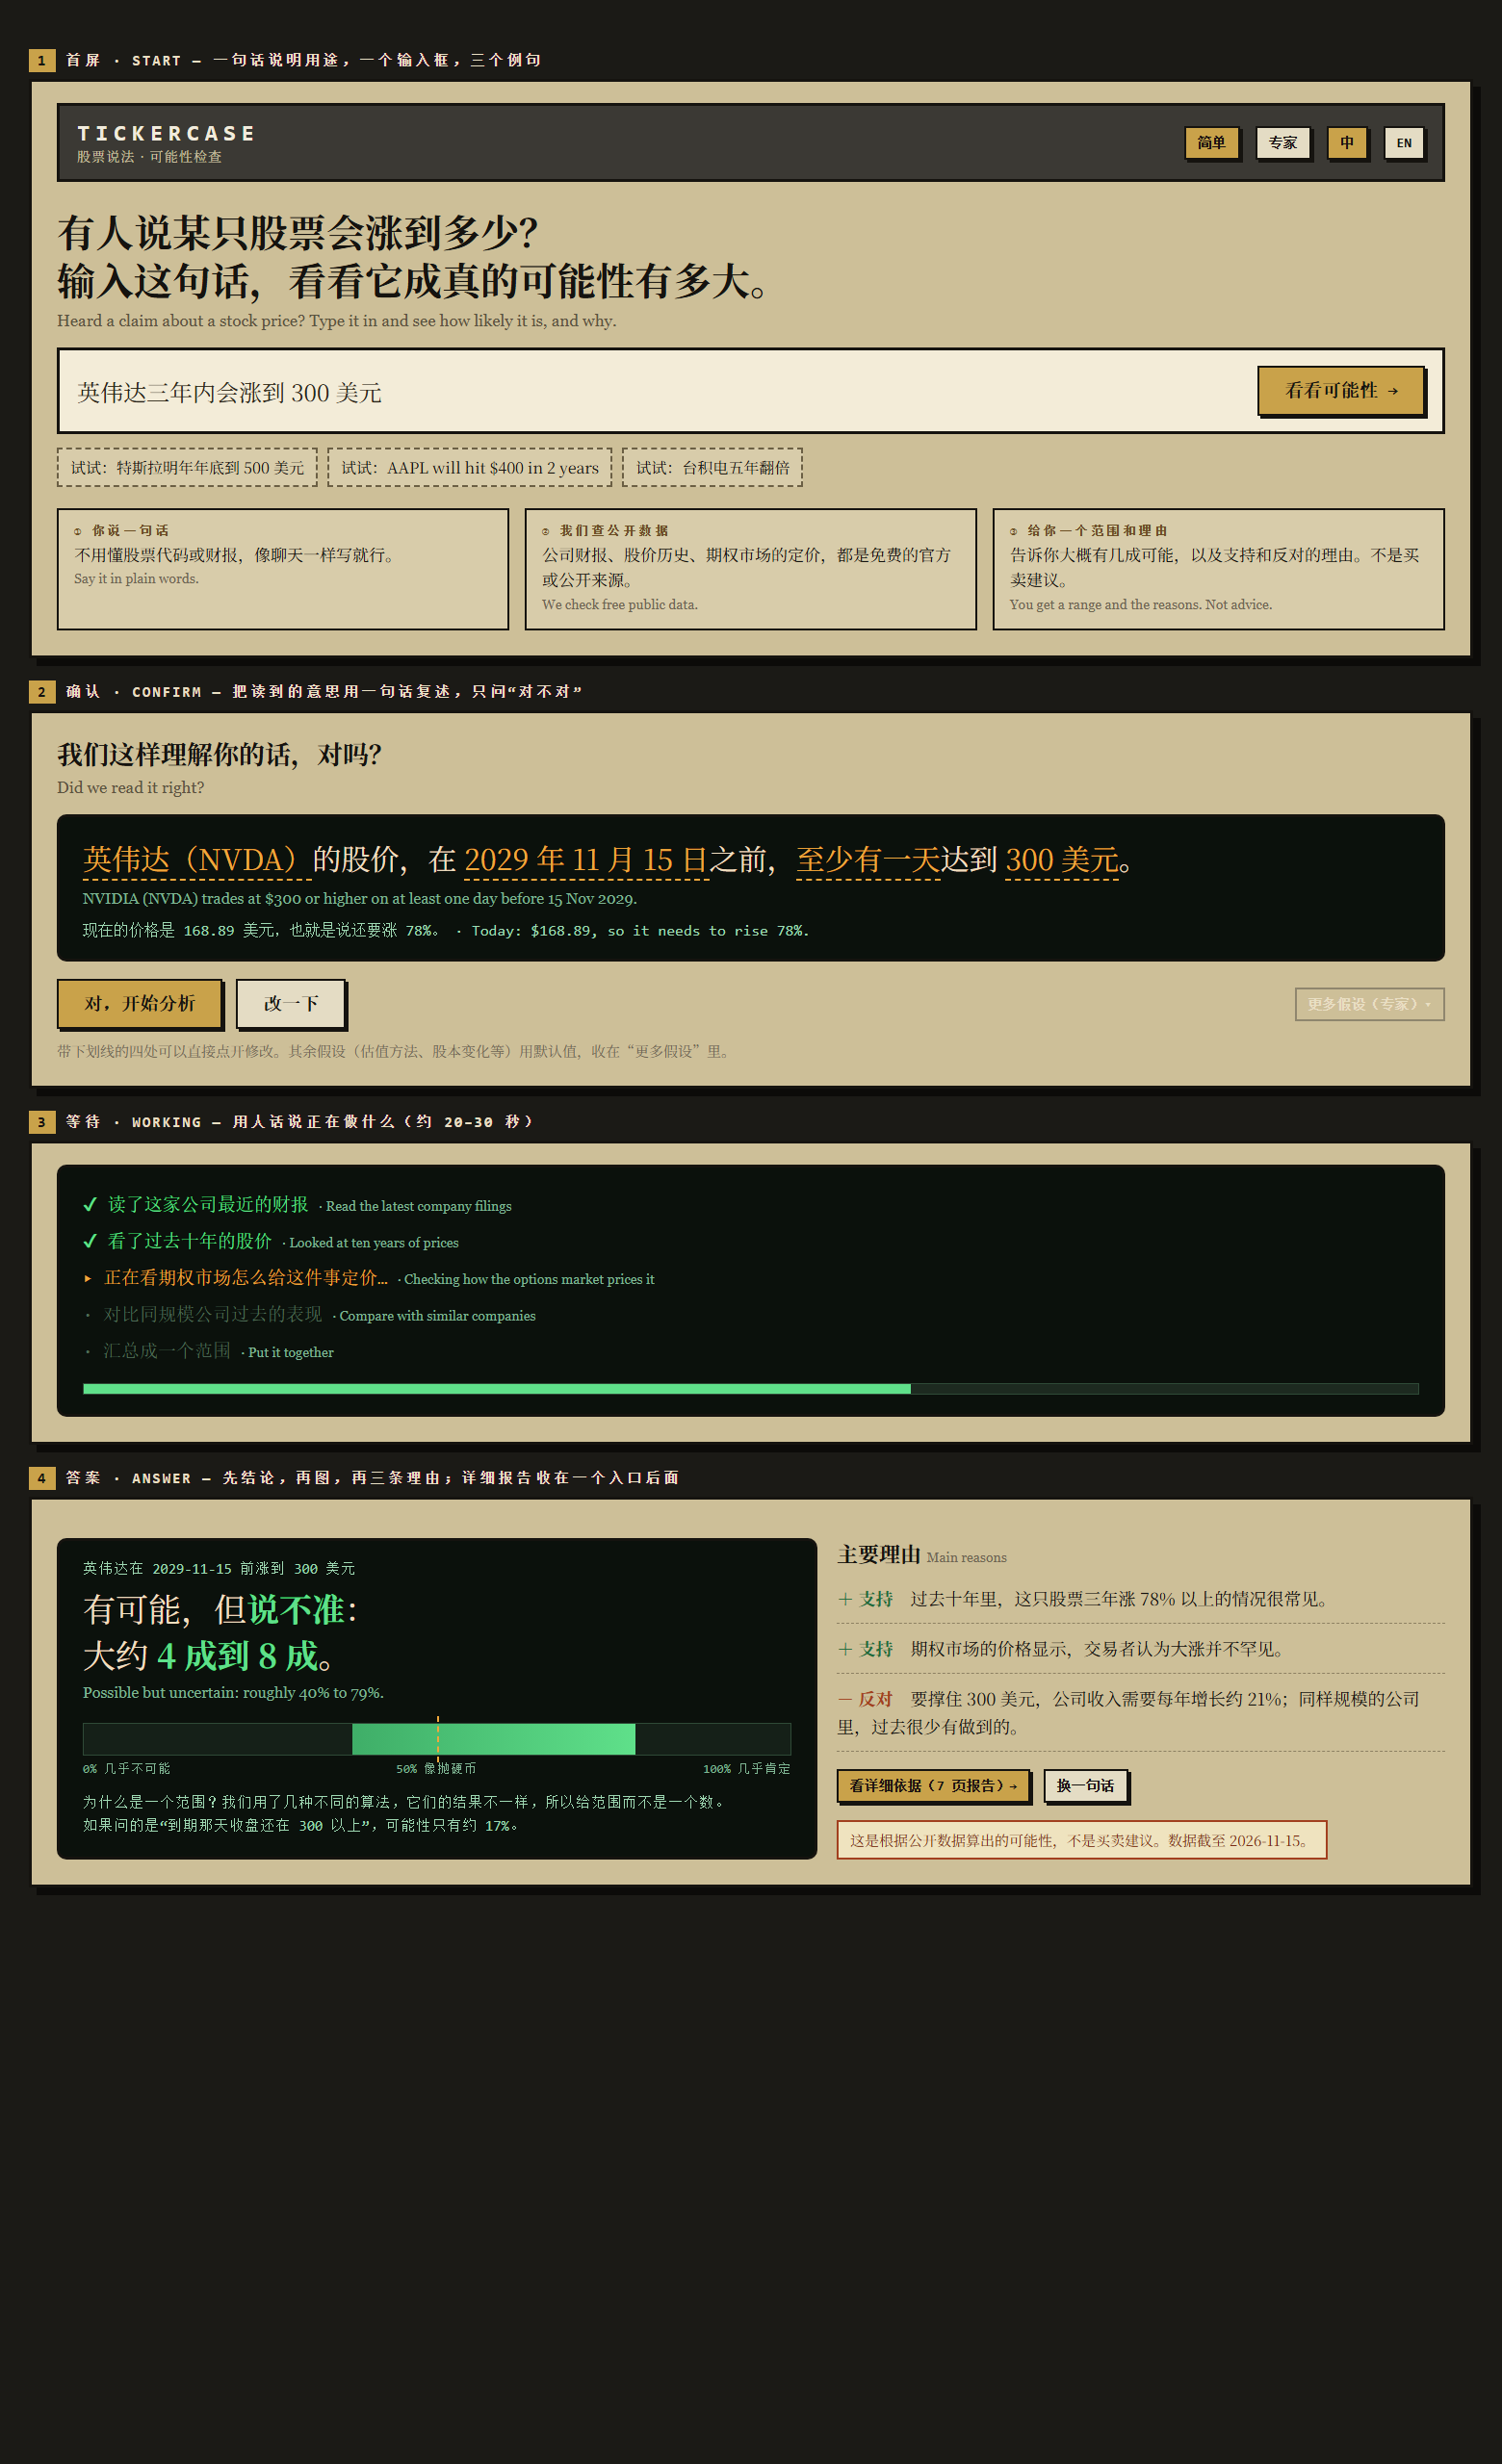 1 首屏 · START — 一句话说明用途，一个输入框，三个例句
TICKERCASE
股票说法 · 可能性检查
简单 专家 中 EN
有人说某只股票会涨到多少？
输入这句话，看看它成真的可能性有多大。
Heard a claim about a stock price? Type it in and see how likely it is, and why.
英伟达三年内会涨到 300 美元
看看可能性 →
试试：特斯拉明年年底到 500 美元
试试：AAPL will hit $400 in 2 years
试试：台积电五年翻倍
① 你说一句话
不用懂股票代码或财报，像聊天一样写就行。
Say it in plain words.
② 我们查公开数据
公司财报、股价历史、期权市场的定价，都是免费的官方
或公开来源。
We check free public data.
③ 给你一个范围和理由
告诉你大概有几成可能，以及支持和反对的理由。不是买
卖建议。
You get a range and the reasons. Not advice.
2 确认 · CONFIRM — 把读到的意思用一句话复述，只问“对不对”
我们这样理解你的话，对吗？
Did we read it right?
英伟达（NVDA）的股价，在 2029 年 11 月 15 日之前，至少有一天达到 300 美元。
NVIDIA (NVDA) trades at $300 or higher on at least one day before 15 Nov 2029.
现在的价格是 168.89 美元，也就是说还要涨 78%。 · Today: $168.89, so it needs to rise 78%.
对，开始分析
改一下
更多假设（专家）▾
带下划线的四处可以直接点开修改。其余假设（估值方法、股本变化等）用默认值，收在“更多假设”里。
3 等待 · WORKING — 用人话说正在做什么（约 20–30 秒）
✓ 读了这家公司最近的财报 · Read the latest company filings
✓ 看了过去十年的股价 · Looked at ten years of prices
▸ 正在看期权市场怎么给这件事定价… · Checking how the options market prices it
· 对比同规模公司过去的表现 · Compare with similar companies
· 汇总成一个范围 · Put it together
4 答案 · ANSWER — 先结论，再图，再三条理由；详细报告收在一个入口后面
英伟达在 2029-11-15 前涨到 300 美元
有可能，但说不准：
大约 4 成到 8 成。
Possible but uncertain: roughly 40% to 79%.
0% 几乎不可能 50% 像抛硬币 100% 几乎肯定
为什么是一个范围？我们用了几种不同的算法，它们的结果不一样，所以给范围而不是一个数。
如果问的是“到期那天收盘还在 300 以上”，可能性只有约 17%。
主要理由 Main reasons
＋ 支持 过去十年里，这只股票三年涨 78% 以上的情况很常见。
＋ 支持 期权市场的价格显示，交易者认为大涨并不罕见。
－ 反对 要撑住 300 美元，公司收入需要每年增长约 21%；同样规模的公司
里，过去很少有做到的。
看详细依据（7 页报告）→
换一句话
这是根据公开数据算出的可能性，不是买卖建议。数据截至 2026-11-15。